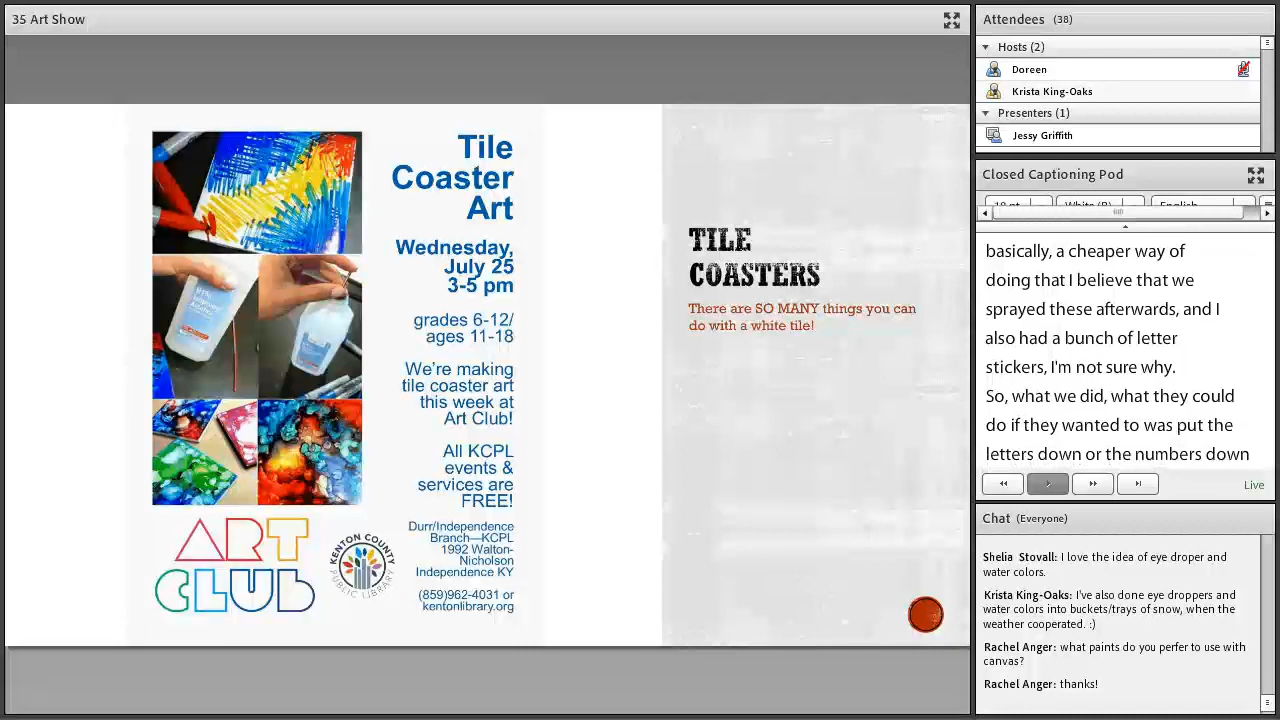 35 Art Show
Tile
Coaster
Art
Wednesday,
July 25
3-5 pm
grades 6-12/
ages 11-18
We're making
tile coaster art
this week at
Art Club!
All KCPL
events &
services are
FREE!
ART
CLUB
KENTON COUNTY
PUBLIC LIBRARY
Durr/Independence
Branch—KCPL
1992 Walton-
Nicholson
Independence KY
(859)962-4031 or
kentonlibrary.org
TILE
COASTERS
There are SO MANY things you can
do with a white tile!
Attendees (38)
Hosts (2)
Doreen
Krista King-Oaks
Presenters (1)
Jessy Griffith
Closed Captioning Pod
basically, a cheaper way of
doing that I believe that we
sprayed these afterwards, and I
also had a bunch of letter
stickers, I'm not sure why.
So, what we did, what they could
do if they wanted to was put the
letters down or the numbers down
Live
Chat (Everyone)
Shelia Stovall: I love the idea of eye droper and
water colors.
Krista King-Oaks: I've also done eye droppers and
water colors into buckets/trays of snow, when the
weather cooperated. :)
Rachel Anger: what paints do you perfer to use with
canvas?
Rachel Anger: thanks!